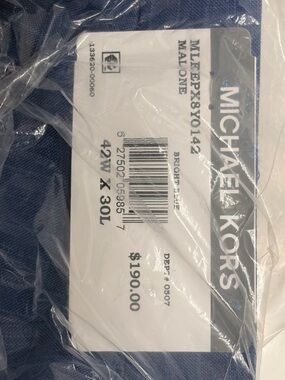 MICHAEL KORS
MLEEPX8Y0142
MALONE
BRIGHT BLUE
DEPT # 0507
6 27502 05985 7
42W X 30L
$190.00
133620-00060